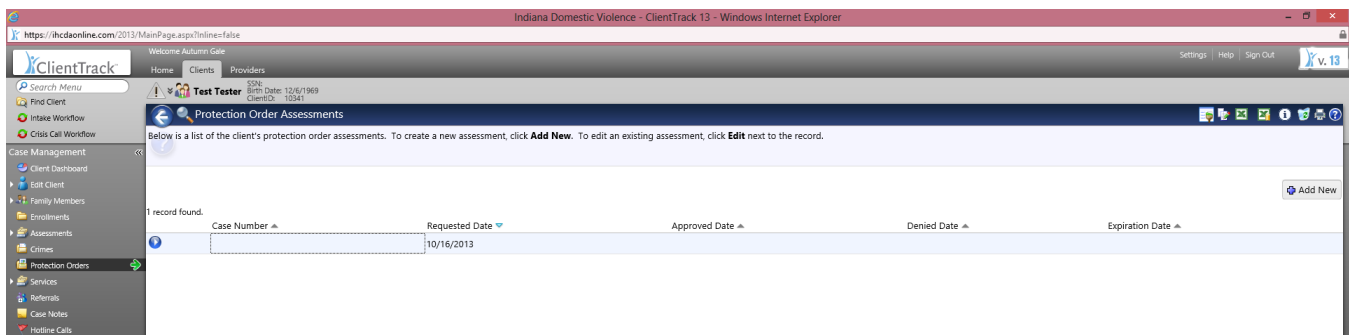 Indiana Domestic Violence - ClientTrack 13 - Windows Internet Explorer
https://ihcdaonline.com/2013/MainPage.aspx?Inline=false
ClientTrack
Welcome Autumn Gale
Settings | Help | Sign Out
v. 13
Home Clients Providers
Search Menu
Find Client
Intake Workflow
Crisis Call Workflow
Case Management
Client Dashboard
Edit Client
Family Members
Enrollments
Assessments
Crimes
Protection Orders
Services
Referrals
Case Notes
Hotline Calls
Test Tester
SSN:
Birth Date: 12/6/1969
ClientID: 10341
Protection Order Assessments
Below is a list of the client's protection order assessments. To create a new assessment, click Add New. To edit an existing assessment, click Edit next to the record.
Add New
1 record found.
Case Number Requested Date Approved Date Denied Date Expiration Date
10/16/2013